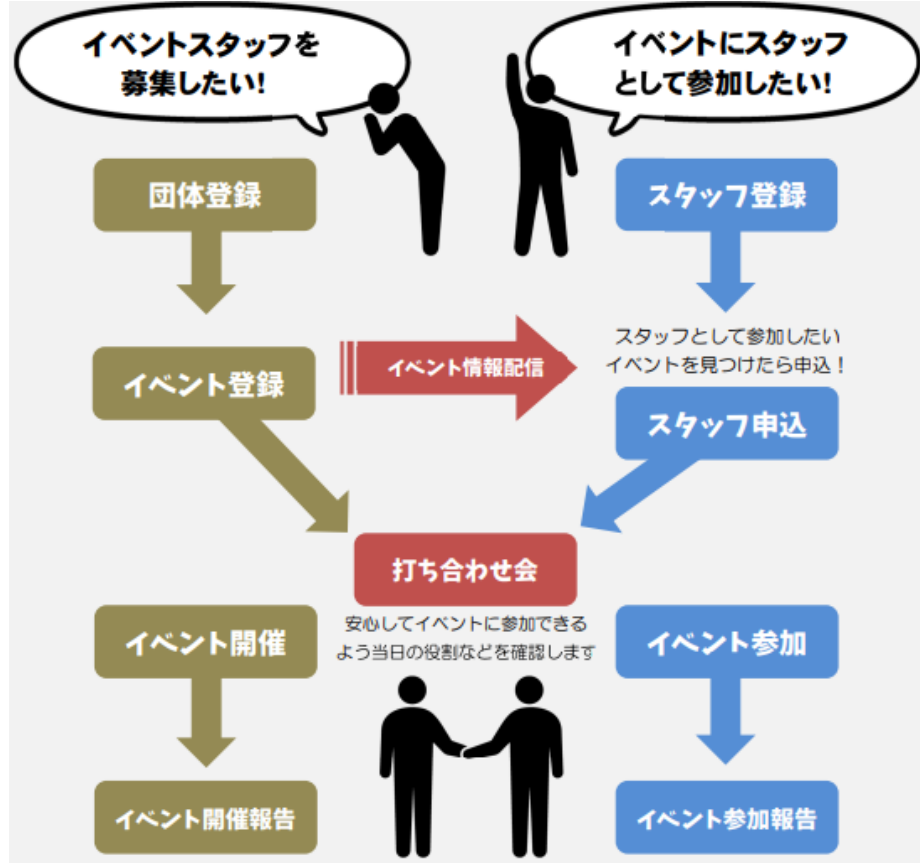 イベントスタッフを
募集したい!
イベントにスタッフ
として参加したい!
団体登録
スタッフ登録
イベント登録
イベント情報配信
スタッフとして参加したい
イベントを見つけたら申込！
スタッフ申込
打ち合わせ会
安心してイベントに参加できる
よう当日の役割などを確認します
イベント開催
イベント参加
イベント開催報告
イベント参加報告